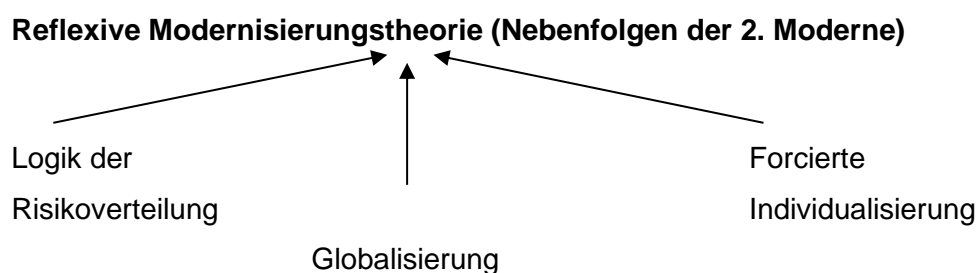 Reflexive Modernisierungstheorie (Nebenfolgen der 2. Moderne)
Logik der
Risikoverteilung
Forcierte
Individualisierung
Globalisierung